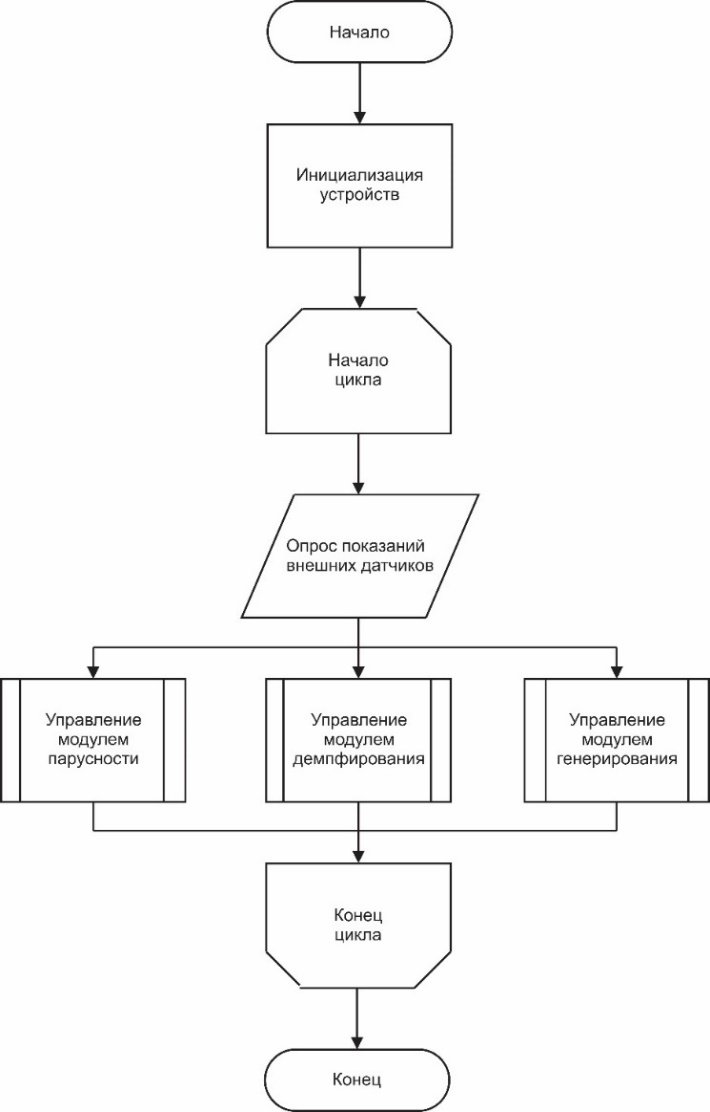 Начало
Инициализация
устройств
Начало
цикла
Опрос показаний
внешних датчиков
Управление
модулем
парусности
Управление
модулем
демпфирования
Управление
модулем
генерирования
Конец
цикла
Конец